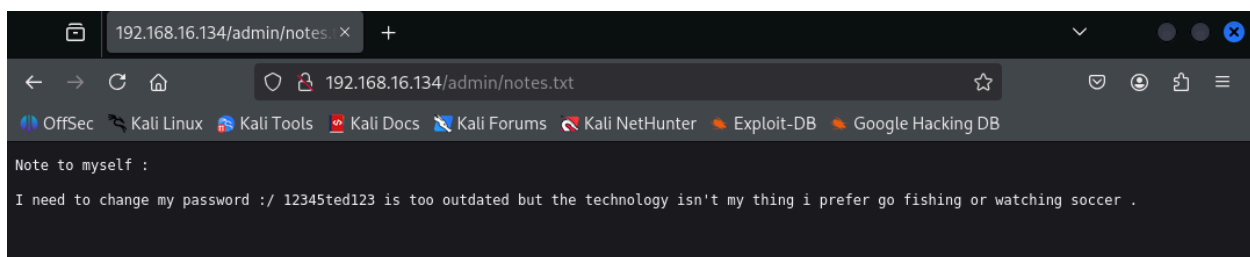 192.168.16.134/admin/notes.
192.168.16.134/admin/notes.txt
OffSec Kali Linux Kali Tools Kali Docs Kali Forums Kali NetHunter Exploit-DB Google Hacking DB
Note to myself :
I need to change my password :/ 12345ted123 is too outdated but the technology isn't my thing i prefer go fishing or watching soccer .